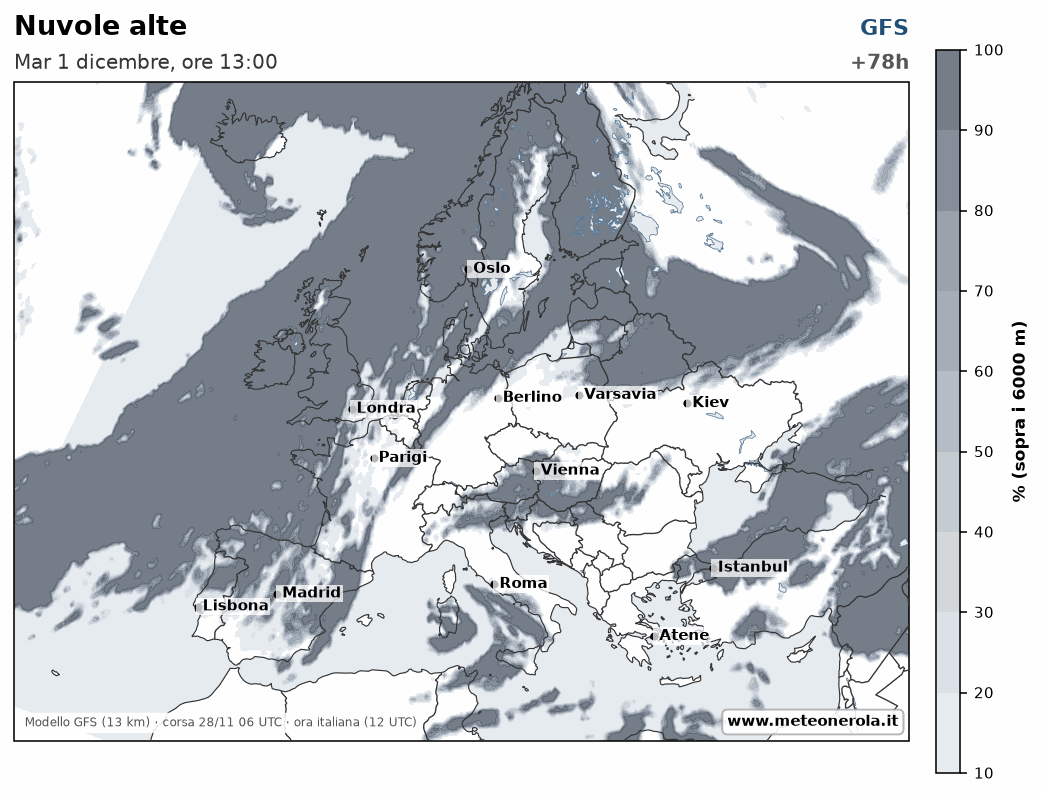 Nuvole alte
GFS
Mar 1 dicembre, ore 13:00
+78h
Oslo
Londra
Berlino
Varsavia
Kiev
Parigi
Vienna
Istanbul
Roma
Madrid
Lisbona
Atene
Modello GFS (13 km) · corsa 28/11 06 UTC · ora italiana (12 UTC)
www.meteonerola.it
100
90
80
70
60
50
40
30
20
10
% (sopra i 6000 m)